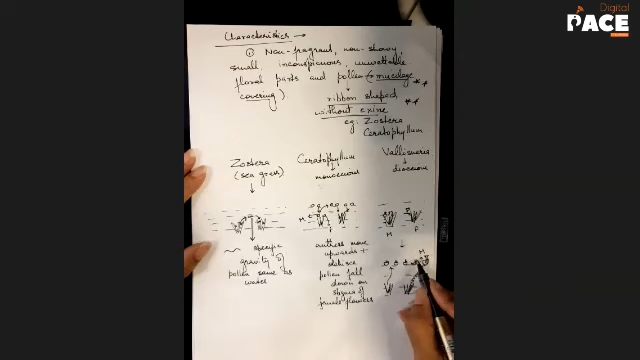 Digital
PACE
Characteristics →
① Non-fragrant, non-showy,
small, inconspicuous, unwettable
floral parts and pollen (→ mucilage
covering)
ribbon shaped
without exine
eg. Zostera
Ceratophyllum
Zostera
(sea grass)
Ceratophyllum
monoecious
Vallisneria
dioecious
M
M
F
M
specific
gravity of
pollen same as
water
anthers move
upwards +
dehisce
pollen fall
down on
stigma of
female flowers